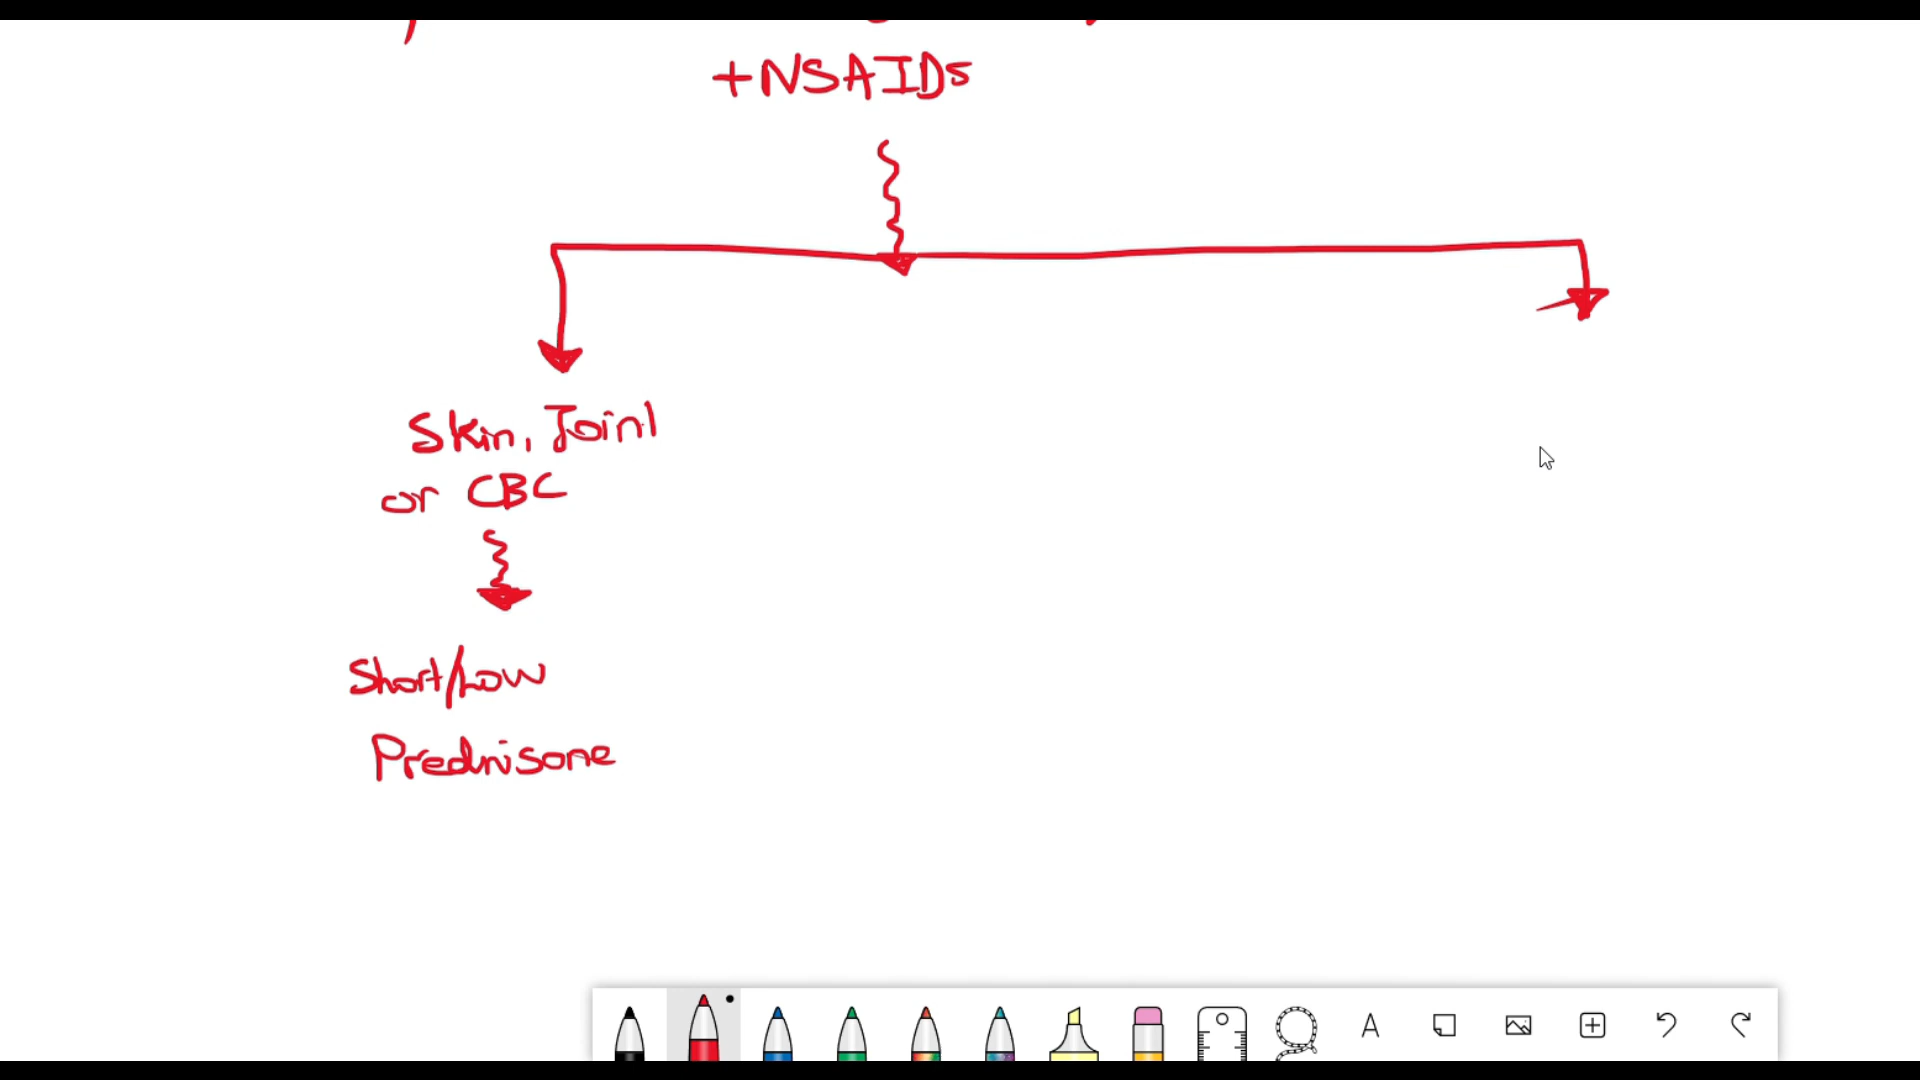 +NSAIDs
Skin, Joint
or CBC
Short/Low
Prednisone
A